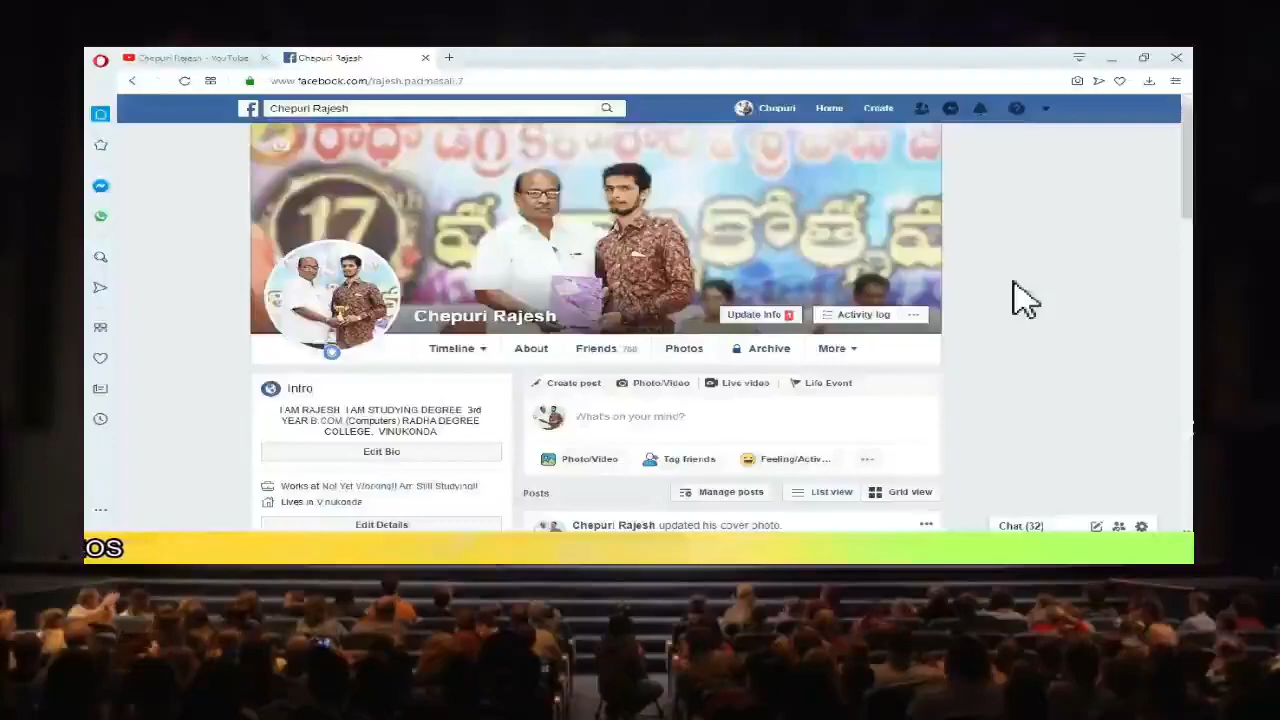 Chepuri Rajesh - YouTube
Chepuri Rajesh
www.facebook.com/rajesh.padmasali.7
Chepuri Rajesh
Chepuri
Home
Create
రాధా డిగ్రీ
17th
Chepuri Rajesh
Update Info 1
Activity log
Timeline
About
Friends 768
Photos
Archive
More
Intro
I AM RAJESH I AM STUDYING DEGREE 3rd
YEAR B.COM (Computers) RADHA DEGREE
COLLEGE, VINUKONDA
Edit Bio
Works at Not Yet Working!! Am Still Studying!!
Lives in Vinukonda
Edit Details
Create post
Photo/Video
Live video
Life Event
What's on your mind?
Photo/Video
Tag friends
Feeling/Activ...
Posts
Manage posts
List view
Grid view
Chepuri Rajesh updated his cover photo.
Chat (32)
OS